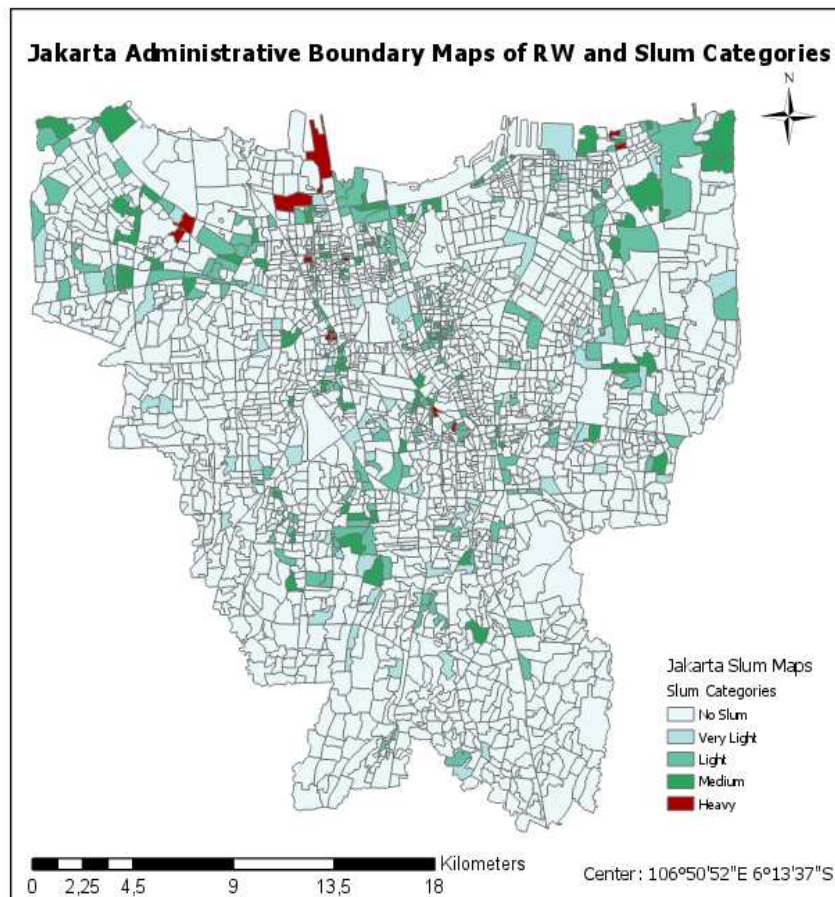 Jakarta Administrative Boundary Maps of RW and Slum Categories
N
Jakarta Slum Maps
Slum Categories
No Slum
Very Light
Light
Medium
Heavy
Kilometers
0 2,25 4,5 9 13,5 18
Center: 106°50'52"E 6°13'37"S